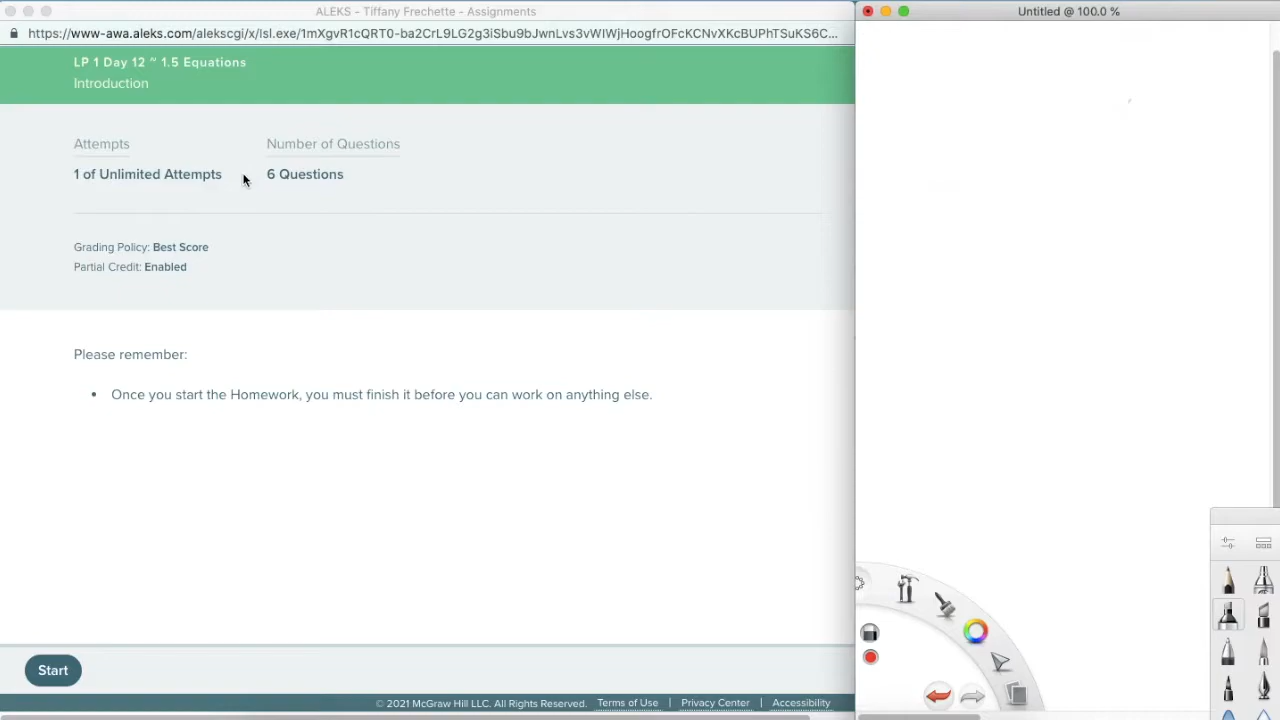 ALEKS - Tiffany Frechette - Assignments
Untitled @ 100.0 %
https://www-awa.aleks.com/alekscgi/x/lsl.exe/1mXgvR1cQRT0-ba2CrL9LG2g3iSbu9bJwnLvs3vWIWjHoogfrOFcKCNvXKcBUPhTSuKS6C...
LP 1 Day 12 ~ 1.5 Equations
Introduction
Attempts
Number of Questions
1 of Unlimited Attempts
6 Questions
Grading Policy: Best Score
Partial Credit: Enabled
Please remember:
• Once you start the Homework, you must finish it before you can work on anything else.
Start
© 2021 McGraw Hill LLC. All Rights Reserved. Terms of Use | Privacy Center | Accessibility